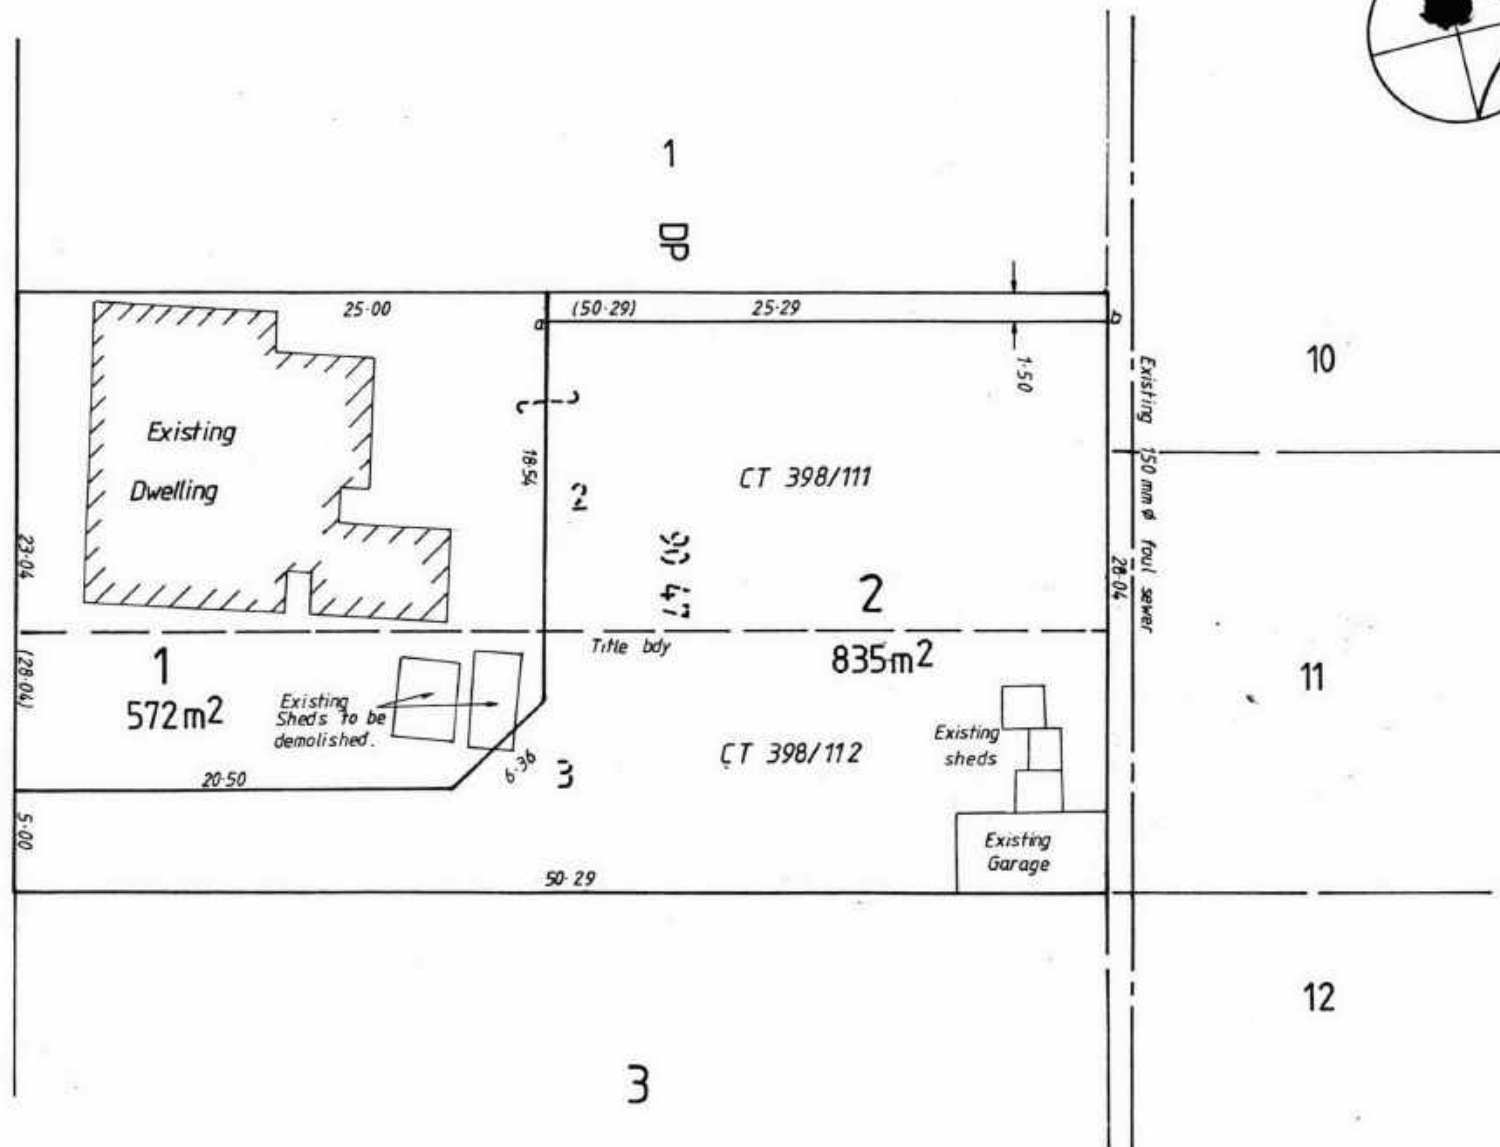 1
DP
25·00
(50·29)
25·29
a
b
1·50
10
Existing
Dwelling
18·54
2
CT 398/111
Existing 150 mm ø foul sewer
23·04
90 47
2
28·04
Title bdy
835m2
1
572m2
(28·04)
Existing
Sheds to be
demolished.
11
Existing
sheds
CT 398/112
20·50
6·36
3
5·00
Existing
Garage
50·29
12
3